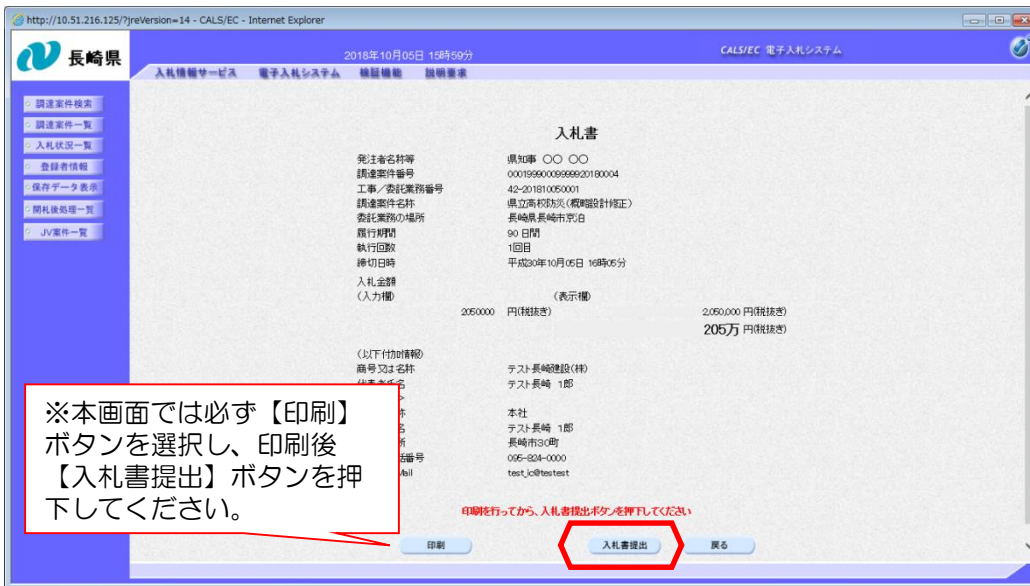 http://10.51.216.125/?jreVersion=14 - CALS/EC - Internet Explorer
長崎県
2018年10月05日 15時59分
CALS/EC 電子入札システム
入札情報サービス 電子入札システム 検証機能 説明要求
調達案件検索
調達案件一覧
入札状況一覧
登録者情報
保存データ表示
開札後処理一覧
JV案件一覧
入札書
発注者名称等 県知事 〇〇 〇〇
調達案件番号 0001999000999992018​0004
工事/委託業務番号 42-201810050001
調達案件名称 県立高校防災(概略設計修正)
委託業務の場所 長崎県長崎市京泊
履行期間 90 日間
執行回数 1回目
締切日時 平成30年10月05日 16時05分
入札金額
(入力欄) (表示欄)
2050000 円(税抜き) 2,050,000 円(税抜き)
205万 円(税抜き)
(以下付加情報)
商号又は名称 テスト長崎建設(株)
テスト長崎 1郎
本社
テスト長崎 1郎
長崎市30町
095-824-0000
test_ic@testest
※本画面では必ず【印刷】
ボタンを選択し、印刷後
【入札書提出】ボタンを押
下してください。
印刷を行ってから、入札書提出ボタンを押下してください
印刷 入札書提出 戻る